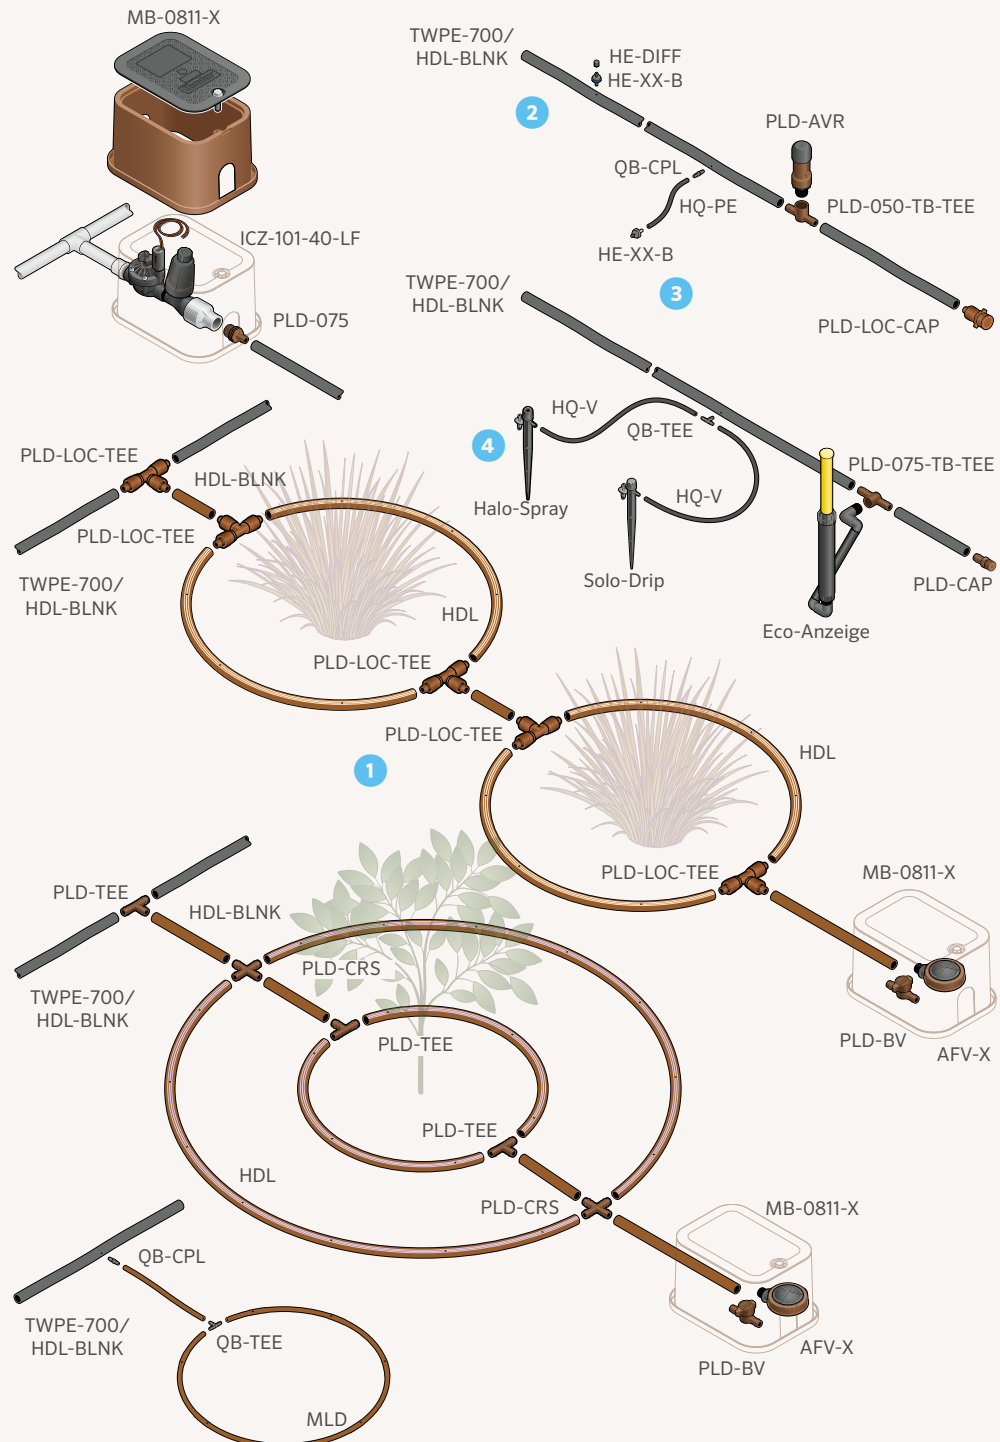 MB-0811-X
ICZ-101-40-LF
PLD-075
TWPE-700/
HDL-BLNK
HE-DIFF
HE-XX-B
2
PLD-AVR
QB-CPL
HQ-PE
PLD-050-TB-TEE
HE-XX-B
3
PLD-LOC-CAP
TWPE-700/
HDL-BLNK
HQ-V
QB-TEE
4
Halo-Spray
HQ-V
Solo-Drip
PLD-075-TB-TEE
PLD-CAP
Eco-Anzeige
PLD-LOC-TEE
HDL-BLNK
PLD-LOC-TEE
TWPE-700/
HDL-BLNK
HDL
PLD-LOC-TEE
PLD-LOC-TEE
1
HDL
PLD-LOC-TEE
MB-0811-X
PLD-BV
AFV-X
PLD-TEE
HDL-BLNK
PLD-CRS
TWPE-700/
HDL-BLNK
PLD-TEE
PLD-TEE
HDL
PLD-CRS
MB-0811-X
AFV-X
PLD-BV
QB-CPL
TWPE-700/
HDL-BLNK
QB-TEE
MLD